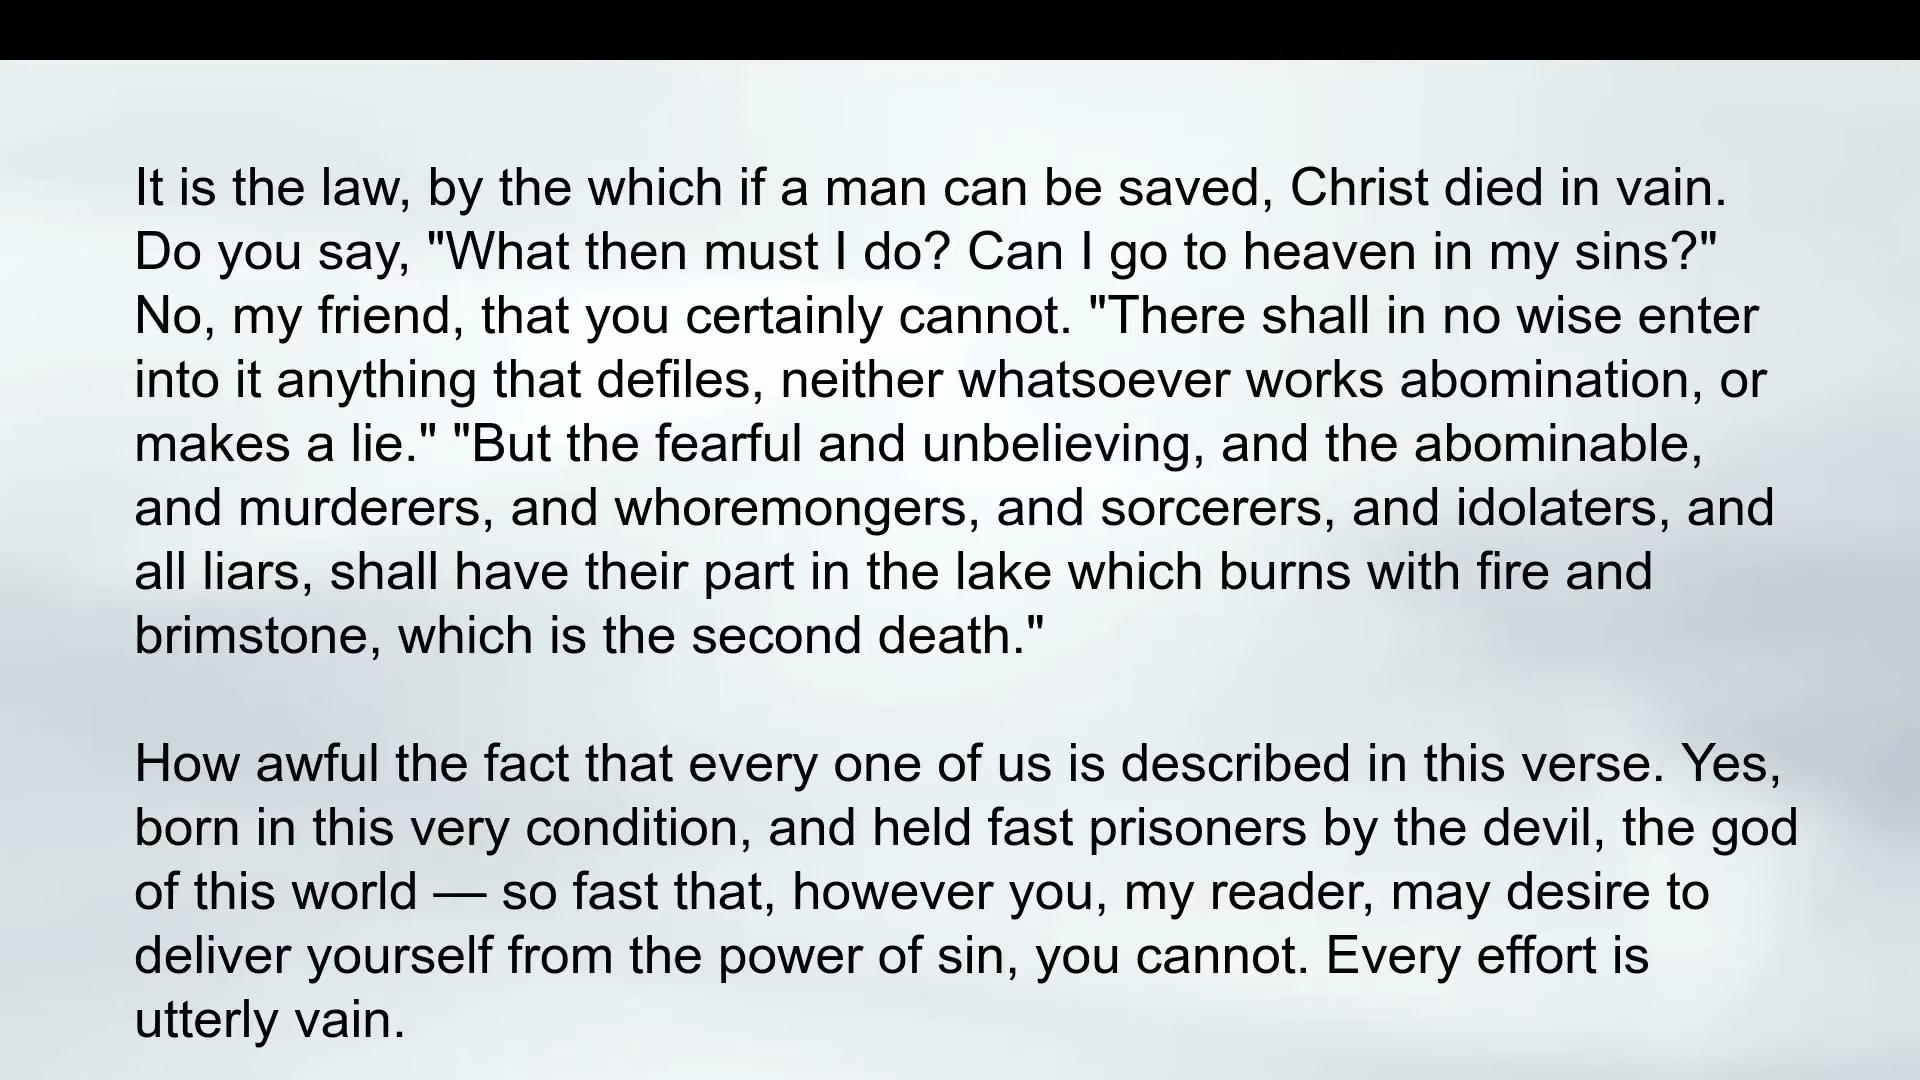 It is the law, by the which if a man can be saved, Christ died in vain.
Do you say, "What then must I do? Can I go to heaven in my sins?"
No, my friend, that you certainly cannot. "There shall in no wise enter
into it anything that defiles, neither whatsoever works abomination, or
makes a lie." "But the fearful and unbelieving, and the abominable,
and murderers, and whoremongers, and sorcerers, and idolaters, and
all liars, shall have their part in the lake which burns with fire and
brimstone, which is the second death."
How awful the fact that every one of us is described in this verse. Yes,
born in this very condition, and held fast prisoners by the devil, the god
of this world — so fast that, however you, my reader, may desire to
deliver yourself from the power of sin, you cannot. Every effort is
utterly vain.